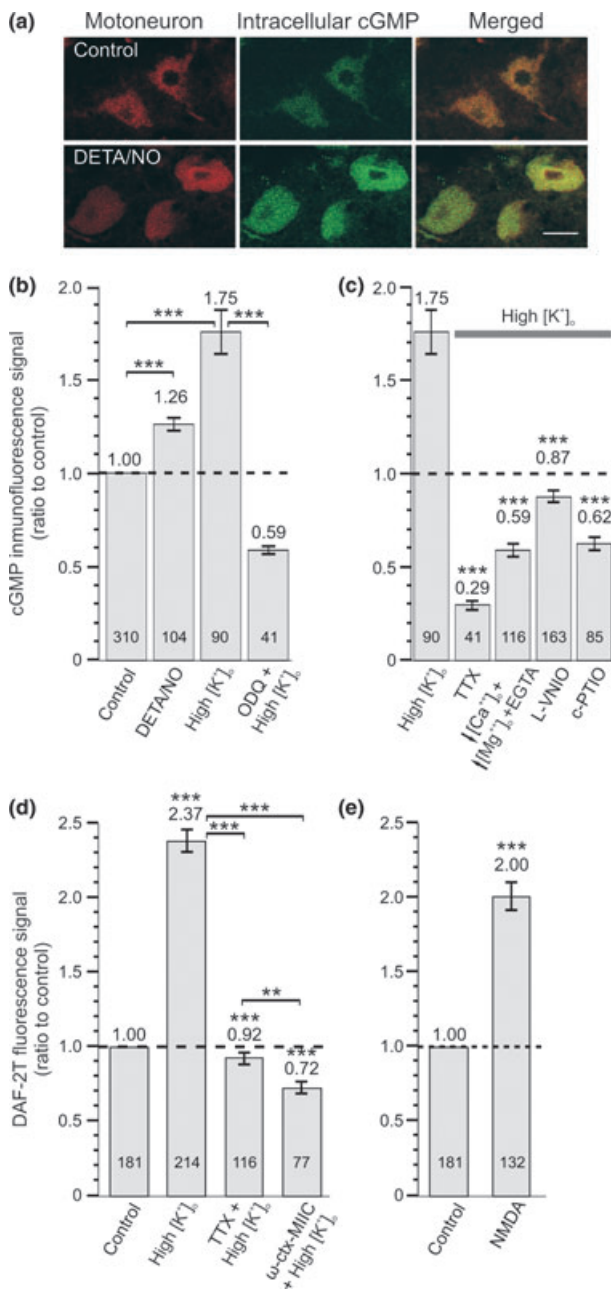 (a) Motoneuron Intracellular cGMP Merged
Control
DETA/NO
(b)
cGMP inmunofluorescence signal
(ratio to control)
2.0
1.5
1.0
0.5
0
***
***
***
1.00
1.26
1.75
0.59
310
104
90
41
Control
DETA/NO
High [K+]o
ODQ +
High [K+]o
(c)
2.0
1.5
1.0
0.5
0
High [K+]o
1.75
***
0.29
***
0.59
***
0.87
***
0.62
90
41
116
163
85
High [K+]o
TTX
[Ca++]o+
[Mg++]o+EGTA
L-VNIO
c-PTIO
(d)
DAF-2T fluorescence signal
(ratio to control)
2.5
2.0
1.5
1.0
0.5
0
***
2.37
***
***
**
1.00
***
0.92
***
0.72
181
214
116
77
Control
High [K+]o
TTX +
High [K+]o
ω-ctx-MIIC
+ High [K+]o
(e)
2.5
2.0
1.5
1.0
0.5
0
***
2.00
1.00
181
132
Control
NMDA